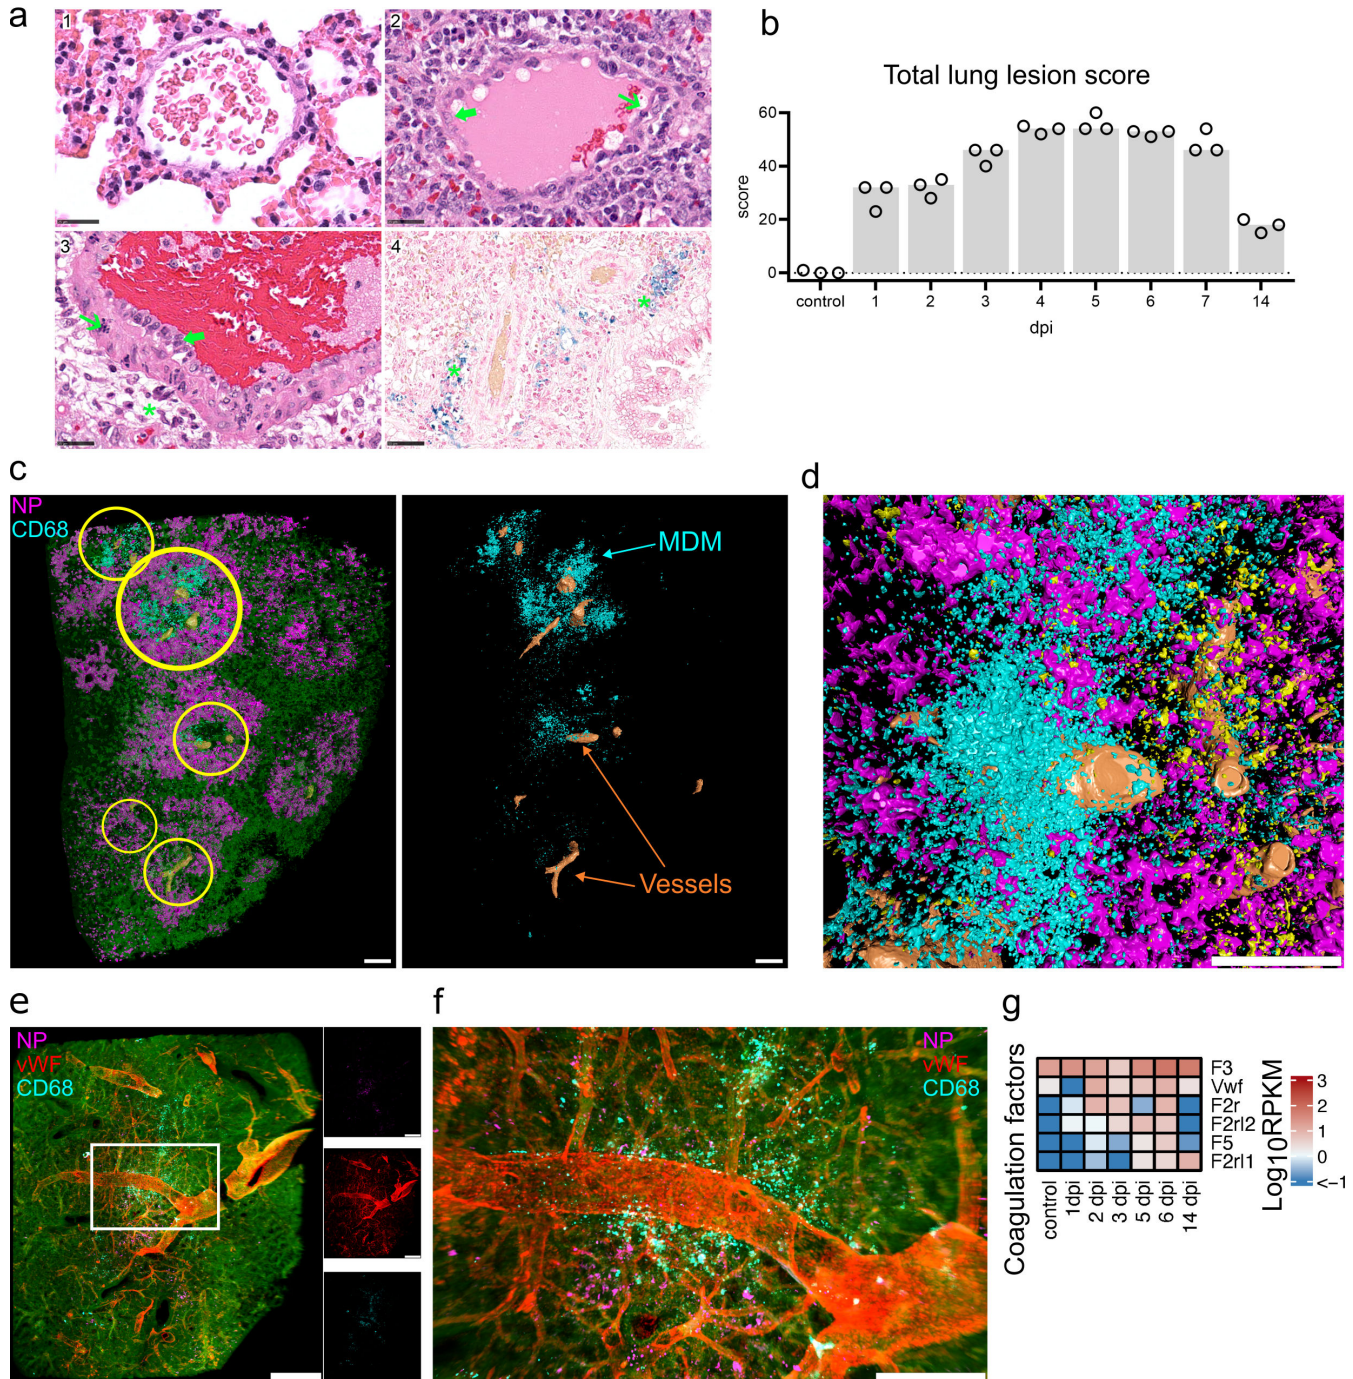 a
1
2
3
4
b
Total lung lesion score
score
60
40
20
0
control
1
2
3
4
5
6
7
14
dpi
c
NP
CD68
MDM
Vessels
d
e
NP
vWF
CD68
f
NP
vWF
CD68
g
Coagulation factors
F3
Vwf
F2r
F2rl2
F5
F2rl1
control
1 dpi
2 dpi
3 dpi
5 dpi
6 dpi
14 dpi
Log10RPKM
3
2
1
0
<-1